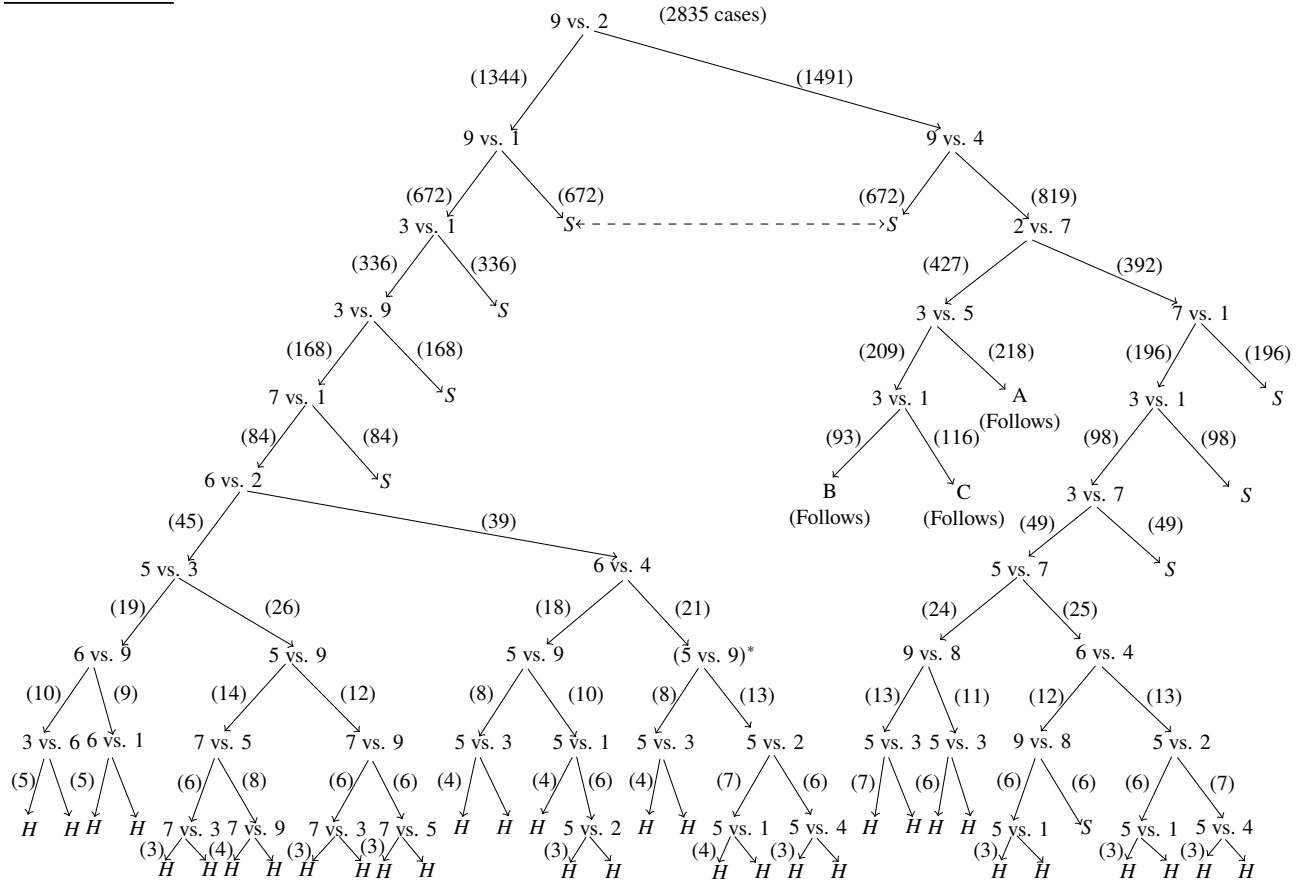 9 vs. 2 (2835 cases)
(1344) (1491)
9 vs. 1 9 vs. 4
(672) (672) (672) (819)
3 vs. 1 S S 2 vs. 7
(336) (336) (427) (392)
3 vs. 9 S 3 vs. 5 7 vs. 1
(168) (168) (209) (218) (196) (196)
7 vs. 1 S 3 vs. 1 A 3 vs. 1 S
(Follows)
(84) (84) (93) (116) (98) (98)
6 vs. 2 S B C 3 vs. 7 S
(Follows) (Follows)
(45) (39) (49) (49)
5 vs. 3 6 vs. 4 5 vs. 7 S
(19) (26) (18) (21) (24) (25)
6 vs. 9 5 vs. 9 5 vs. 9 (5 vs. 9)* 9 vs. 8 6 vs. 4
(10) (9) (14) (12) (8) (10) (8) (13) (13) (11) (12) (13)
3 vs. 6 6 vs. 1 7 vs. 5 7 vs. 9 5 vs. 3 5 vs. 1 5 vs. 3 5 vs. 2 5 vs. 3 5 vs. 3 9 vs. 8 5 vs. 2
(5) (5) (6) (8) (6) (6) (4) (4) (6) (4) (7) (6) (7) (6) (6) (6) (6) (7)
H H H H 7 vs. 3 7 vs. 9 7 vs. 3 7 vs. 5 H H H 5 vs. 2 H H 5 vs. 1 5 vs. 4 H H H H 5 vs. 1 S 5 vs. 1 5 vs. 4
(3) (4) (3) (3) (3) (4) (3) (3) (3) (3)
H H H H H H H H H H H H H H H H H H H H